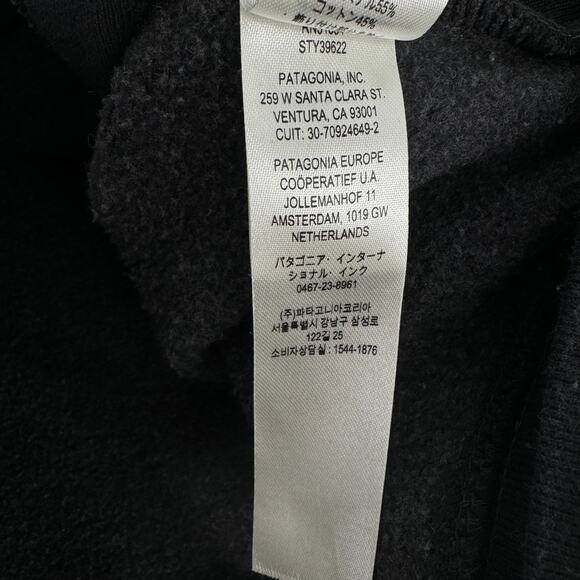 55%
コットン45%
STY39622
PATAGONIA, INC.
259 W SANTA CLARA ST.
VENTURA, CA 93001
CUIT: 30-70924649-2
PATAGONIA EUROPE
COÖPERATIEF U.A.
JOLLEMANHOF 11
AMSTERDAM, 1019 GW
NETHERLANDS
パタゴニア・インターナ
ショナル・インク
0467-23-8961
(주)파타고니아코리아
서울특별시 강남구 삼성로
122길 25
소비자상담실 : 1544-1876